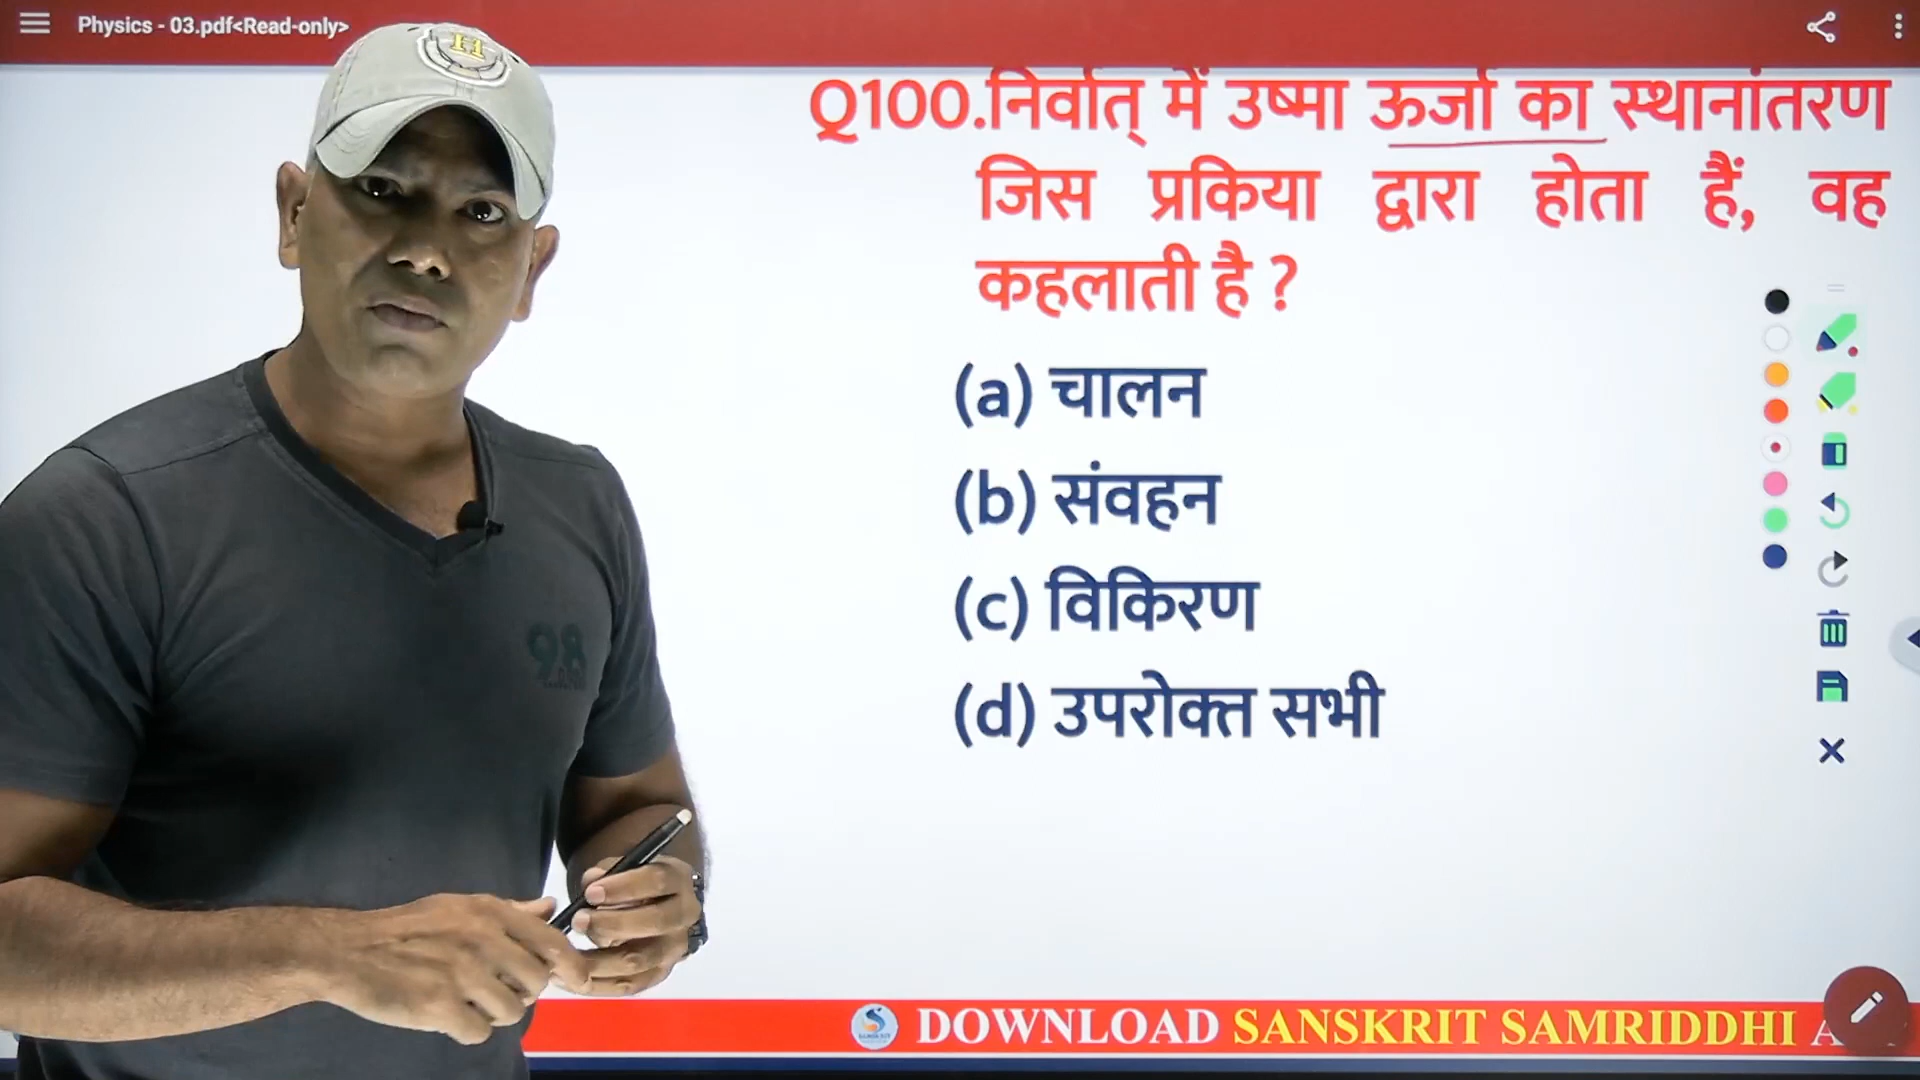 Physics - 03.pdf<Read-only>
Q100.निर्वात् में उष्मा ऊर्जा का स्थानांतरण
जिस प्रकिया द्वारा होता हैं, वह
कहलाती है ?
(a) चालन
(b) संवहन
(c) विकिरण
(d) उपरोक्त सभी
98
DOWNLOAD SANSKRIT SAMRIDDHI A